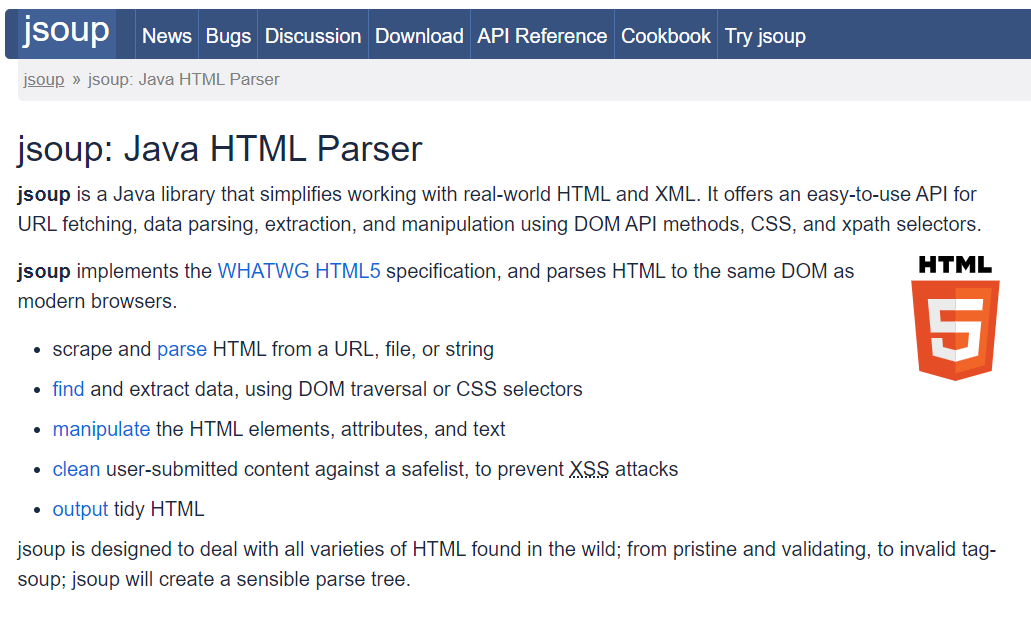 jsoup News Bugs Discussion Download API Reference Cookbook Try jsoup
jsoup » jsoup: Java HTML Parser
jsoup: Java HTML Parser
jsoup is a Java library that simplifies working with real-world HTML and XML. It offers an easy-to-use API for
URL fetching, data parsing, extraction, and manipulation using DOM API methods, CSS, and xpath selectors.
jsoup implements the WHATWG HTML5 specification, and parses HTML to the same DOM as
modern browsers.
HTML
5
• scrape and parse HTML from a URL, file, or string
• find and extract data, using DOM traversal or CSS selectors
• manipulate the HTML elements, attributes, and text
• clean user-submitted content against a safelist, to prevent XSS attacks
• output tidy HTML
jsoup is designed to deal with all varieties of HTML found in the wild; from pristine and validating, to invalid tag-
soup; jsoup will create a sensible parse tree.